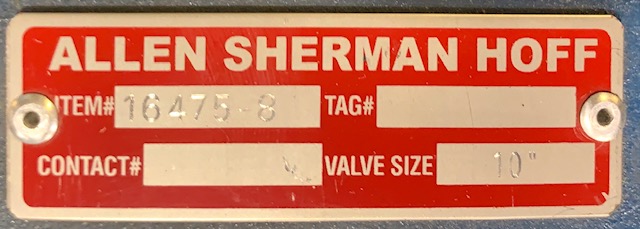 ALLEN SHERMAN HOFF
ITEM# 16475-8 TAG#
CONTACT# VALVE SIZE 10"